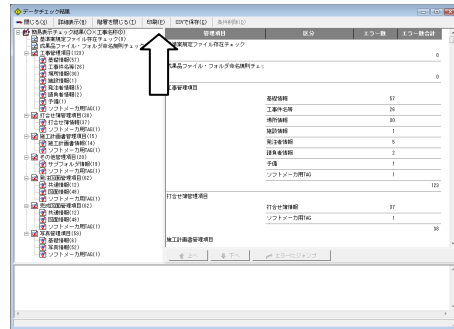 データチェック結果
閉じる(X) 詳細表示(Y) 階層を閉じる(T) 印刷(P) CSVで保存(C) 条件削除(D)
簡易表示チェック結果(○×工事名称○)
基準案規定ファイル存在チェック(0)
成果品ファイル・フォルダ命名規則チェック
工事管理項目(123)
基礎情報(57)
工事件名等(26)
場所情報(30)
施設情報(1)
発注者情報(5)
請負者情報(2)
予備(1)
ソフトメーカ用TAG(1)
打合せ簿管理項目(38)
打合せ簿情報(37)
ソフトメーカ用TAG(1)
施工計画書管理項目(15)
施工計画書情報(14)
ソフトメーカ用TAG(1)
その他管理項目(20)
サブフォルダ情報(19)
ソフトメーカ用TAG(1)
発注図面管理項目(62)
共通情報(12)
図面情報(49)
ソフトメーカ用TAG(1)
完成図面管理項目(62)
共通情報(12)
図面情報(49)
ソフトメーカ用TAG(1)
写真管理項目(59)
基礎情報(6)
写真情報(52)
ソフトメーカ用TAG(1)
管理項目 区分 エラー数 エラー数合計
基準案規定ファイル存在チェック
0
成果品ファイル・フォルダ命名規則チェ
0
工事管理項目
基礎情報 57
工事件名等 26
場所情報 30
施設情報 1
発注者情報 5
請負者情報 2
予備 1
ソフトメーカ用TAG 1
123
打合せ簿管理項目
打合せ簿情報 37
ソフトメーカ用TAG 1
38
施工計画書管理項目
上へ 下へ エラーにジャンプ